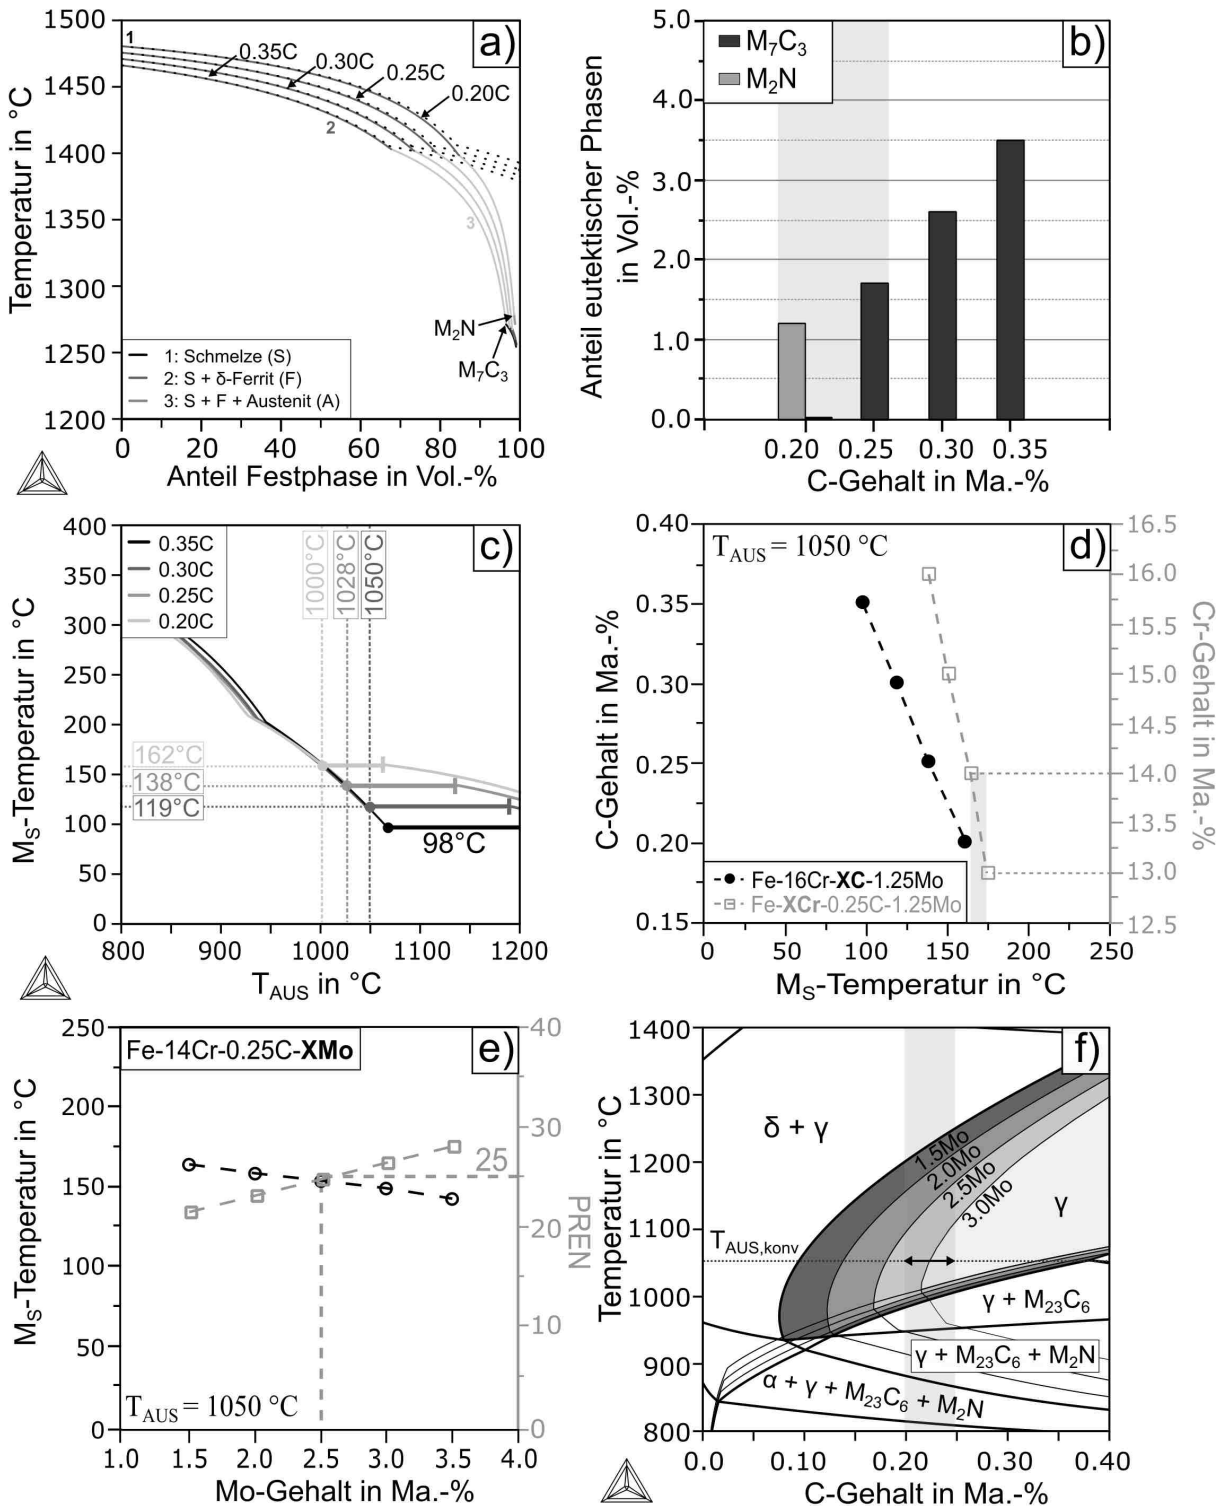 a)
1500
1450
1400
1350
1300
1250
1200
Temperatur in °C
1
0.35C
0.30C
0.25C
0.20C
2
3
M₂N
M₇C₃
1: Schmelze (S)
2: S + δ-Ferrit (F)
3: S + F + Austenit (A)
0 20 40 60 80 100
Anteil Festphase in Vol.-%
b)
M₇C₃
M₂N
5.0
4.0
3.0
2.0
1.0
0.0
Anteil eutektischer Phasen
in Vol.-%
0.20 0.25 0.30 0.35
C-Gehalt in Ma.-%
c)
400
350
300
250
200
150
100
50
0
M_S-Temperatur in °C
0.35C
0.30C
0.25C
0.20C
1000°C
1028°C
1050°C
162°C
138°C
119°C
98°C
800 900 1000 1100 1200
T_AUS in °C
d)
T_AUS = 1050 °C
0.40
0.35
0.30
0.25
0.20
0.15
C-Gehalt in Ma.-%
16.5
16.0
15.5
15.0
14.5
14.0
13.5
13.0
12.5
Cr-Gehalt in Ma.-%
Fe-16Cr-XC-1.25Mo
Fe-XCr-0.25C-1.25Mo
0 50 100 150 200 250
M_S-Temperatur in °C
e)
Fe-14Cr-0.25C-XMo
250
200
150
100
50
0
M_S-Temperatur in °C
40
30
20
10
0
PREN
25
T_AUS = 1050 °C
1.0 1.5 2.0 2.5 3.0 3.5 4.0
Mo-Gehalt in Ma.-%
f)
1400
1300
1200
1100
1000
900
800
Temperatur in °C
δ + γ
1.5Mo
2.0Mo
2.5Mo
3.0Mo
γ
T_AUS,konv
γ + M₂₃C₆
γ + M₂₃C₆ + M₂N
α + γ + M₂₃C₆ + M₂N
0.0 0.10 0.20 0.30 0.40
C-Gehalt in Ma.-%